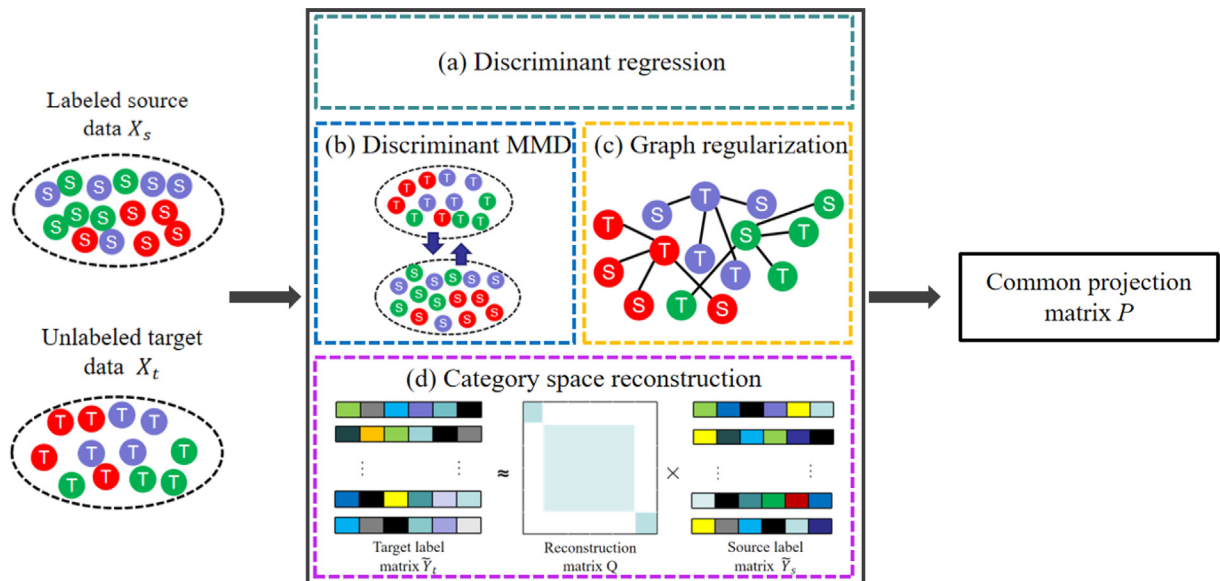 (a) Discriminant regression
Labeled source
data X_s
S S S S S S
S S S S S
S S S S
Unlabeled target
data X_t
T T T T
T T T T
T T T T
(b) Discriminant MMD
T T T T
T T T T
T T T T
S S S S S S
S S S S S
S S S S
(c) Graph regularization
S T S S
T T S T
S T T T
S T S
(d) Category space reconstruction
⋮ ⋮ ≈ × ⋮ ⋮
Target label
matrix Ỹ_t
Reconstruction
matrix Q
Source label
matrix Ỹ_s
Common projection
matrix P